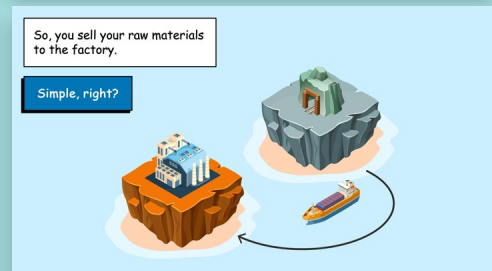 So, you sell your raw materials
to the factory.
Simple, right?